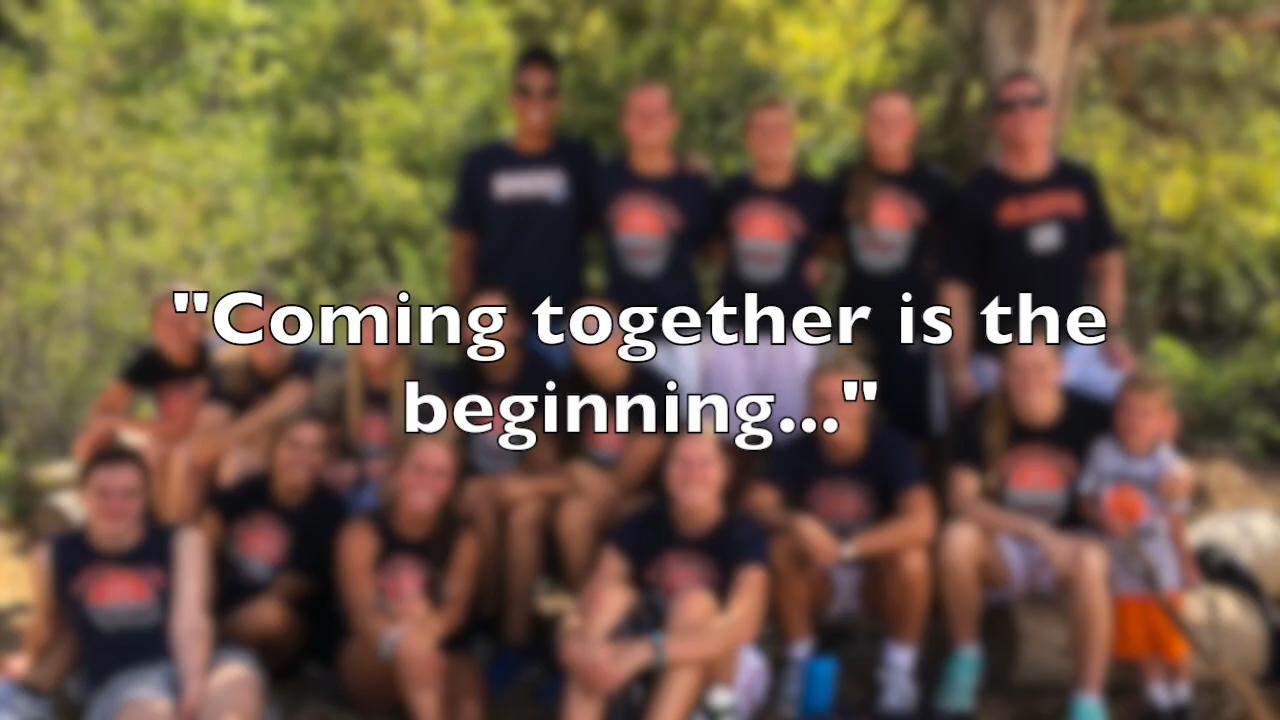 "Coming together is the
beginning..."